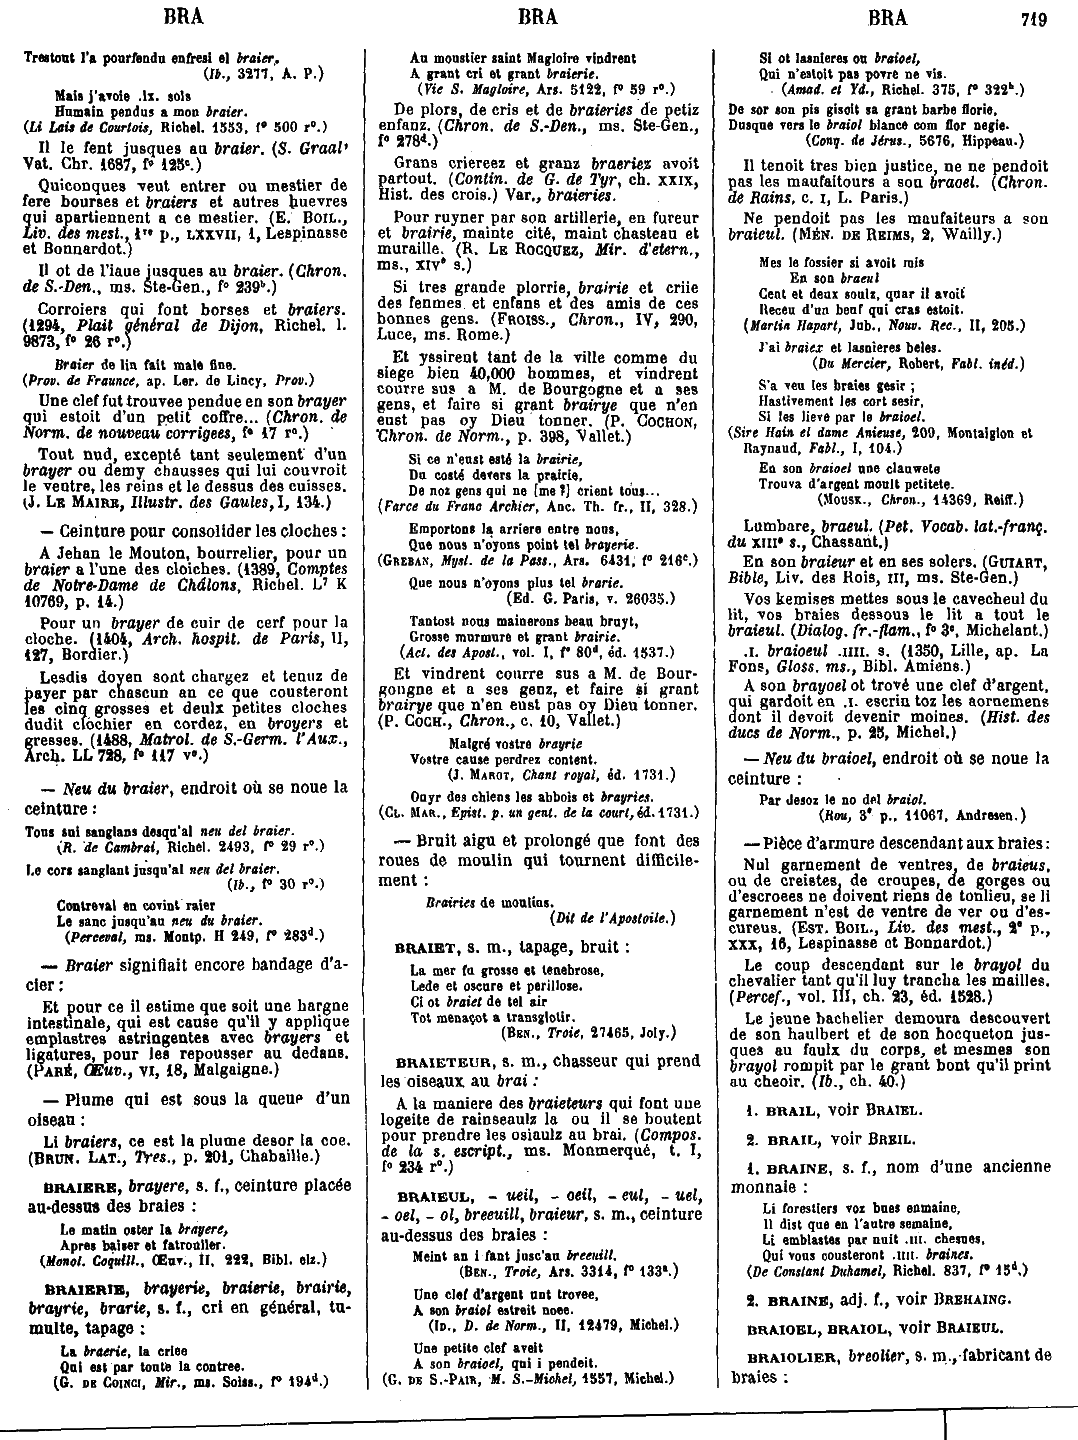 BRA
BRA
BRA 719
Trestout l'a pourfendu enfresi el braier.
(Ib., 3277, A. P.)
Mais j'avoie .lx. sols
Humain pendus a mon braier.
(Li Lais de Courtois, Richel. 1553, f° 500 r°.)
Il le fent jusques au braier. (S. Graal,
Vat. Chr. 1687, f° 125ᶜ.)
Quiconques veut entrer ou mestier de
fere bourses et braiers et autres huevres
qui apartiennent a ce mestier. (E. BOIL.,
Liv. des mest., 1ʳᵉ p., LXXVII, 1, Lespinasse
et Bonnardot.)
Il ot de l'iaue jusques au braier. (Chron.
de S.-Den., ms. Ste-Gen., f° 239ᵇ.)
Corroiers qui font borses et braiers.
(1294, Plait général de Dijon, Richel. l.
9873, f° 26 r°.)
Braier de lin fait male fine.
(Prov. de Fraunce, ap. Ler. de Lincy, Prov.)
Une clef fut trouvee pendue en son brayer
qui estoit d'un petit coffre... (Chron. de
Norm. de nouveau corrigees, f° 17 r°.)
Tout nud, excepté tant seulement d'un
brayer ou demy chausses qui lui couvroit
le ventre, les reins et le dessus des cuisses.
(J. LE MAIRE, Illustr. des Gaules, I, 134.)
— Ceinture pour consolider les cloches :
A Jehan le Mouton, bourrelier, pour un
braier a l'une des cloiches. (1389, Comptes
de Notre-Dame de Châlons, Richel. L⁷ K
10769, p. 14.)
Pour un brayer de cuir de cerf pour la
cloche. (1404, Arch. hospit. de Paris, II,
127, Bordier.)
Lesdis doyen sont chargez et tenuz de
payer par chascun an ce que cousteront
les cinq grosses et deulx petites cloches
dudit clochier en cordez, en broyers et
gresses. (1488, Matrol. de S.-Germ. l'Aux.,
Arch. LL 728, f° 117 v°.)
— Neu du braier, endroit où se noue la
ceinture :
Tous sui sanglans desqu'al neu del braier.
(R. de Cambrai, Richel. 2493, f° 29 r°.)
Le cors sanglant jusqu'al neu del braier.
(Ib., f° 30 r°.)
Contreval en covint raier
Le sanc jusqu'au neu du braier.
(Perceval, ms. Montp. H 249, f° 283ᵈ.)
— Braier signifiait encore bandage d'a-
cier :
Et pour ce il estime que soit une hargne
intestinale, qui est cause qu'il y applique
emplastres astringentes avec brayers et
ligatures, pour les repousser au dedans.
(PARÉ, Œuv., VI, 18, Malgaigne.)
— Plume qui est sous la queue d'un
oiseau :
Li braiers, ce est la plume desor la coe.
(BRUN. LAT., Tres., p. 201, Chabaille.)
BRAIERE, brayere, s. f., ceinture placée
au-dessus des braies :
Le matin oster la brayere,
Apres baiser et fatrouller.
(Monol. Coquill., Œuv., II, 222, Bibl. elz.)
BRAIERIE, brayerie, braierie, brairie,
brayrie, brarie, s. f., cri en général, tu-
multe, tapage :
La braerie, la criee
Qui est par toute la contree.
(G. DE COINCI, Mir., ms. Soiss., f° 194ᵈ.)
Au moustier saint Magloire vindrent
A grant cri et grant braierie.
(Vie S. Magloire, Ars. 5122, f° 59 r°.)
De plors, de cris et de braieries de petiz
enfanz. (Chron. de S.-Den., ms. Ste-Gen.,
f° 278ᵈ.)
Grans criereez et granz braeriez avoit
partout. (Contin. de G. de Tyr, ch. XXIX,
Hist. des crois.) Var., braieries.
Pour ruyner par son artillerie, en fureur
et brairie, mainte cité, maint chasteau et
muraille. (R. LE ROCQUEZ, Mir. d'etern.,
ms., XIVᵉ s.)
Si tres grande plorrie, brairie et criie
des fenmes et enfans et des amis de ces
bonnes gens. (FROISS., Chron., IV, 290,
Luce, ms. Rome.)
Et yssirent tant de la ville comme du
siege bien 40,000 hommes, et vindrent
courre sus a M. de Bourgogne et a ses
gens, et faire si grant brairye que n'en
eust pas oy Dieu tonner. (P. COCHON,
Chron. de Norm., p. 398, Vallet.)
Si ce n'eust esté la brairie,
Du costé devers la prairie,
De noz gens qui ne [me ?] crient tous...
(Farce du Franc Archier, Anc. Th. fr., II, 328.)
Emportons la arriere entre nous,
Que nous n'oyons point tel brayerie.
(GREBAN, Myst. de la Pass., Ars. 6431, f° 216ᶜ.)
Que nous n'oyons plus tel brarie.
(Ed. G. Paris, v. 26035.)
Tantost nous mainerons beau bruyt,
Grosse murmure et grant brairie.
(Act. des Apost., vol. I, f° 80ᵈ, éd. 1537.)
Et vindrent courre sus a M. de Bour-
gongne et a ses genz, et faire si grant
brairye que n'en eust pas oy Dieu tonner.
(P. COCH., Chron., c. 10, Vallet.)
Malgré vostre brayrie
Vostre cause perdrez content.
(J. MAROT, Chant royal, éd. 1731.)
Ouyr des chiens les abbois et brayries.
(CL. MAR., Epist. p. un gent. de la court, éd. 1731.)
— Bruit aigu et prolongé que font des
roues de moulin qui tournent difficile-
ment :
Brairies de moulins.
(Dit de l'Apostoile.)
BRAIET, s. m., tapage, bruit :
La mer fu grosse et tenebrose,
Lede et oscure et perillose.
Ci ot braiet de tel air
Tot menaçot a transglotir.
(BEN., Troie, 27465, Joly.)
BRAIETEUR, s. m., chasseur qui prend
les oiseaux au brai :
A la maniere des braieteurs qui font une
logeite de rainseaulz la ou il se boutent
pour prendre les osiaulz au brai. (Compos.
de la s. escript., ms. Monmerqué, t. I,
f° 234 r°.)
BRAIEUL, - ueil, - oeil, - eul, - uel,
- oel, - ol, breeuill, braieur, s. m., ceinture
au-dessus des braies :
Meint an i fant jusc'au breeuill.
(BEN., Troie, Ars. 3314, f° 133ᵃ.)
Une clef d'argent unt trovee,
A son braiol estreit noee.
(ID., D. de Norm., II, 12479, Michel.)
Une petite clef aveit
A son braioel, qui i pendeit.
(G. DE S.-PAIR, M. S.-Michel, 1557, Michel.)
Si ot lasnieres ou braioel,
Qui n'estoit pas povre ne vis.
(Amad. et Yd., Richel. 375, f° 322ᵇ.)
De sor son pis gisoit sa grant barbe florie,
Dusque vers le braiol blance com flor negie.
(Conq. de Jérus., 5676, Hippeau.)
Il tenoit tres bien justice, ne ne pendoit
pas les maufaitours a son braoel. (Chron.
de Rains, c. I, L. Paris.)
Ne pendoit pas les maufaiteurs a son
braieul. (MÉN. DE REIMS, 2, Wailly.)
Mes le fossier si avoit mis
En son braeul
Cent et deux soulz, quar il avoit
Receu d'un beuf qui cras estoit.
(Martin Hapart, Jub., Nouv. Rec., II, 205.)
J'ai braiex et lasnieres beles.
(Du Mercier, Robert, Fabl. inéd.)
S'a veu les braies gesir ;
Hastivement les cort sesir,
Si les lieve par le braioel.
(Sire Hain et dame Anieuse, 209, Montaiglon et
Raynaud, Fabl., I, 104.)
En son braioel une clauwete
Trouva d'argent moult petitete.
(MOUSK., Chron., 14369, Reiff.)
Lumbare, braeul. (Pet. Vocab. lat.-franç.
du XIIIᵉ s., Chassant.)
En son braieur et en ses solers. (GUIART,
Bible, Liv. des Rois, III, ms. Ste-Gen.)
Vos kemises mettes sous le cavecheul du
lit, vos braies dessous le lit a tout le
braieul. (Dialog. fr.-flam., f° 3ᶜ, Michelant.)
.I. braioeul .IIII. s. (1350, Lille, ap. La
Fons, Gloss. ms., Bibl. Amiens.)
A son brayoel ot trové une clef d'argent,
qui gardoit en .I. escrin toz les aornemens
dont il devoit devenir moines. (Hist. des
ducs de Norm., p. 25, Michel.)
— Neu du braioel, endroit où se noue la
ceinture :
Par desoz le no del braiol.
(Rou, 3ᵉ p., 11067, Andresen.)
— Pièce d'armure descendant aux braies :
Nul garnement de ventres, de braieus,
ou de creistes, de croupes, de gorges ou
d'escroees ne doivent riens de tonlieu, se li
garnement n'est de ventre de ver ou d'es-
cureus. (EST. BOIL., Liv. des mest., 2ᵉ p.,
XXX, 16, Lespinasse et Bonnardot.)
Le coup descendant sur le brayol du
chevalier tant qu'il luy trancha les mailles.
(Percef., vol. III, ch. 23, éd. 1528.)
Le jeune bachelier demoura descouvert
de son haulbert et de son hocqueton jus-
ques au faulx du corps, et mesmes son
brayol rompit par le grant bont qu'il print
au cheoir. (Ib., ch. 40.)
1. BRAIL, voir BRAIEL.
2. BRAIL, voir BREIL.
1. BRAINE, s. f., nom d'une ancienne
monnaie :
Li forestiers voz bues enmaine,
Il dist que en l'autre semaine,
Li emblastes par nuit .III. chesnes,
Qui vous cousteront .IIII. braines.
(De Constant Duhamel, Richel. 837, f° 15ᵈ.)
2. BRAINE, adj. f., voir BREHAING.
BRAIOEL, BRAIOL, voir BRAIEUL.
BRAIOLIER, breolier, s. m., fabricant de
braies :